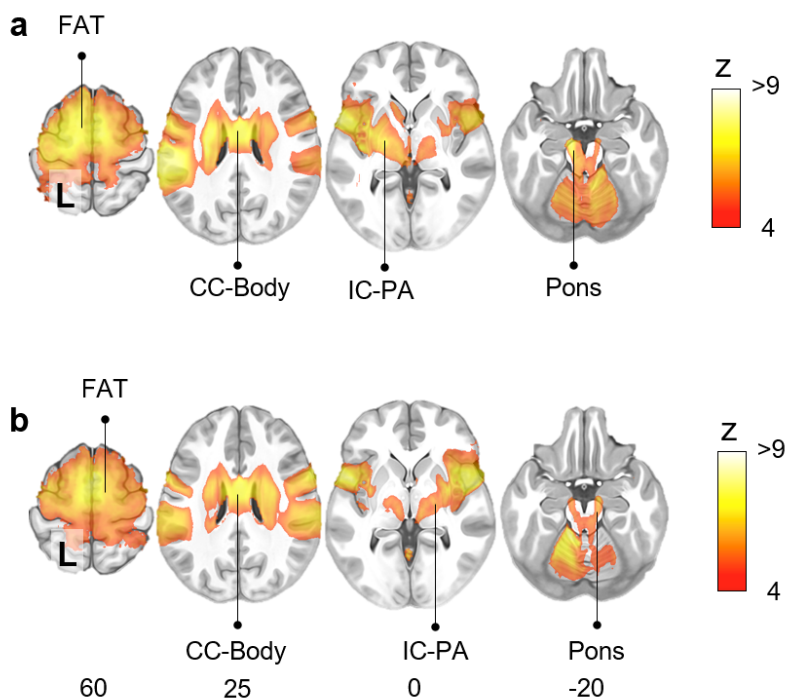 a
FAT
L
CC-Body
IC-PA
Pons
Z
>9
4
b
FAT
L
CC-Body
IC-PA
Pons
Z
>9
4
60 25 0 -20